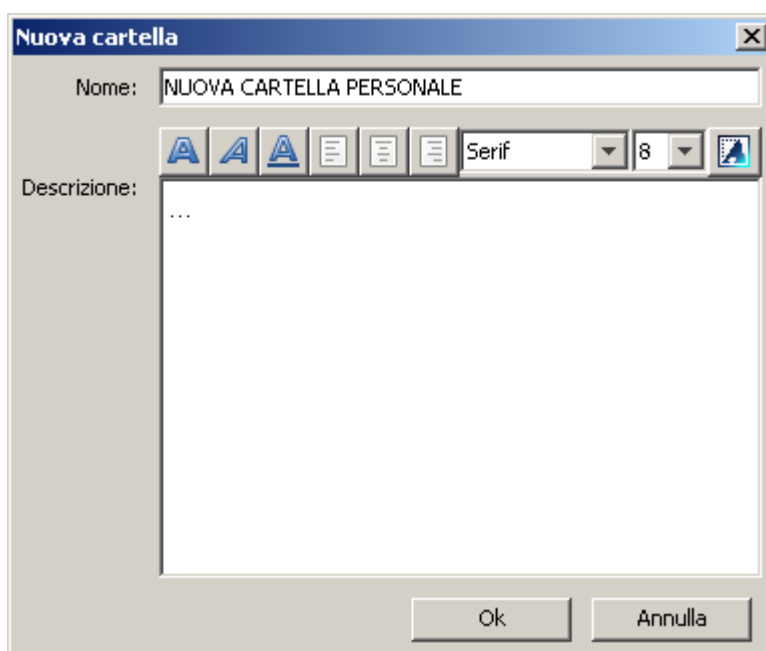 Nuova cartella
Nome: NUOVA CARTELLA PERSONALE
Serif 8
Descrizione:
...
Ok Annulla